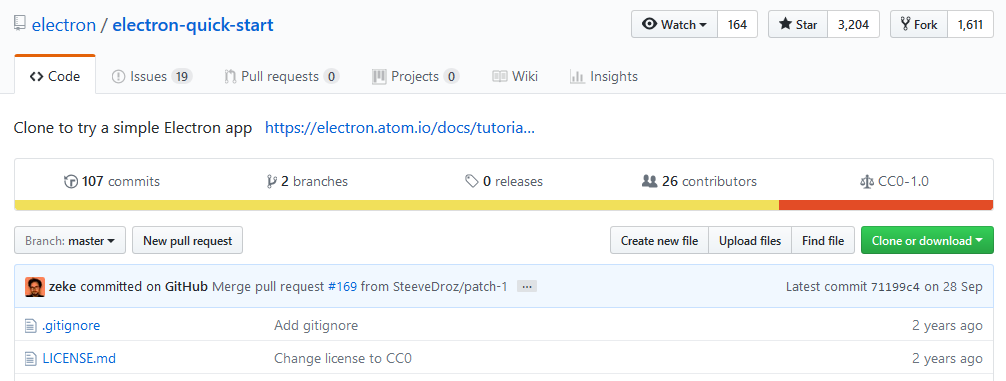 electron / electron-quick-start Watch 164 Star 3,204 Fork 1,611
Code Issues 19 Pull requests 0 Projects 0 Wiki Insights
Clone to try a simple Electron app https://electron.atom.io/docs/tutoria...
107 commits 2 branches 0 releases 26 contributors CC0-1.0
Branch: master New pull request Create new file Upload files Find file Clone or download
zeke committed on GitHub Merge pull request #169 from SteeveDroz/patch-1 ... Latest commit 71199c4 on 28 Sep
.gitignore Add gitignore 2 years ago
LICENSE.md Change license to CC0 2 years ago